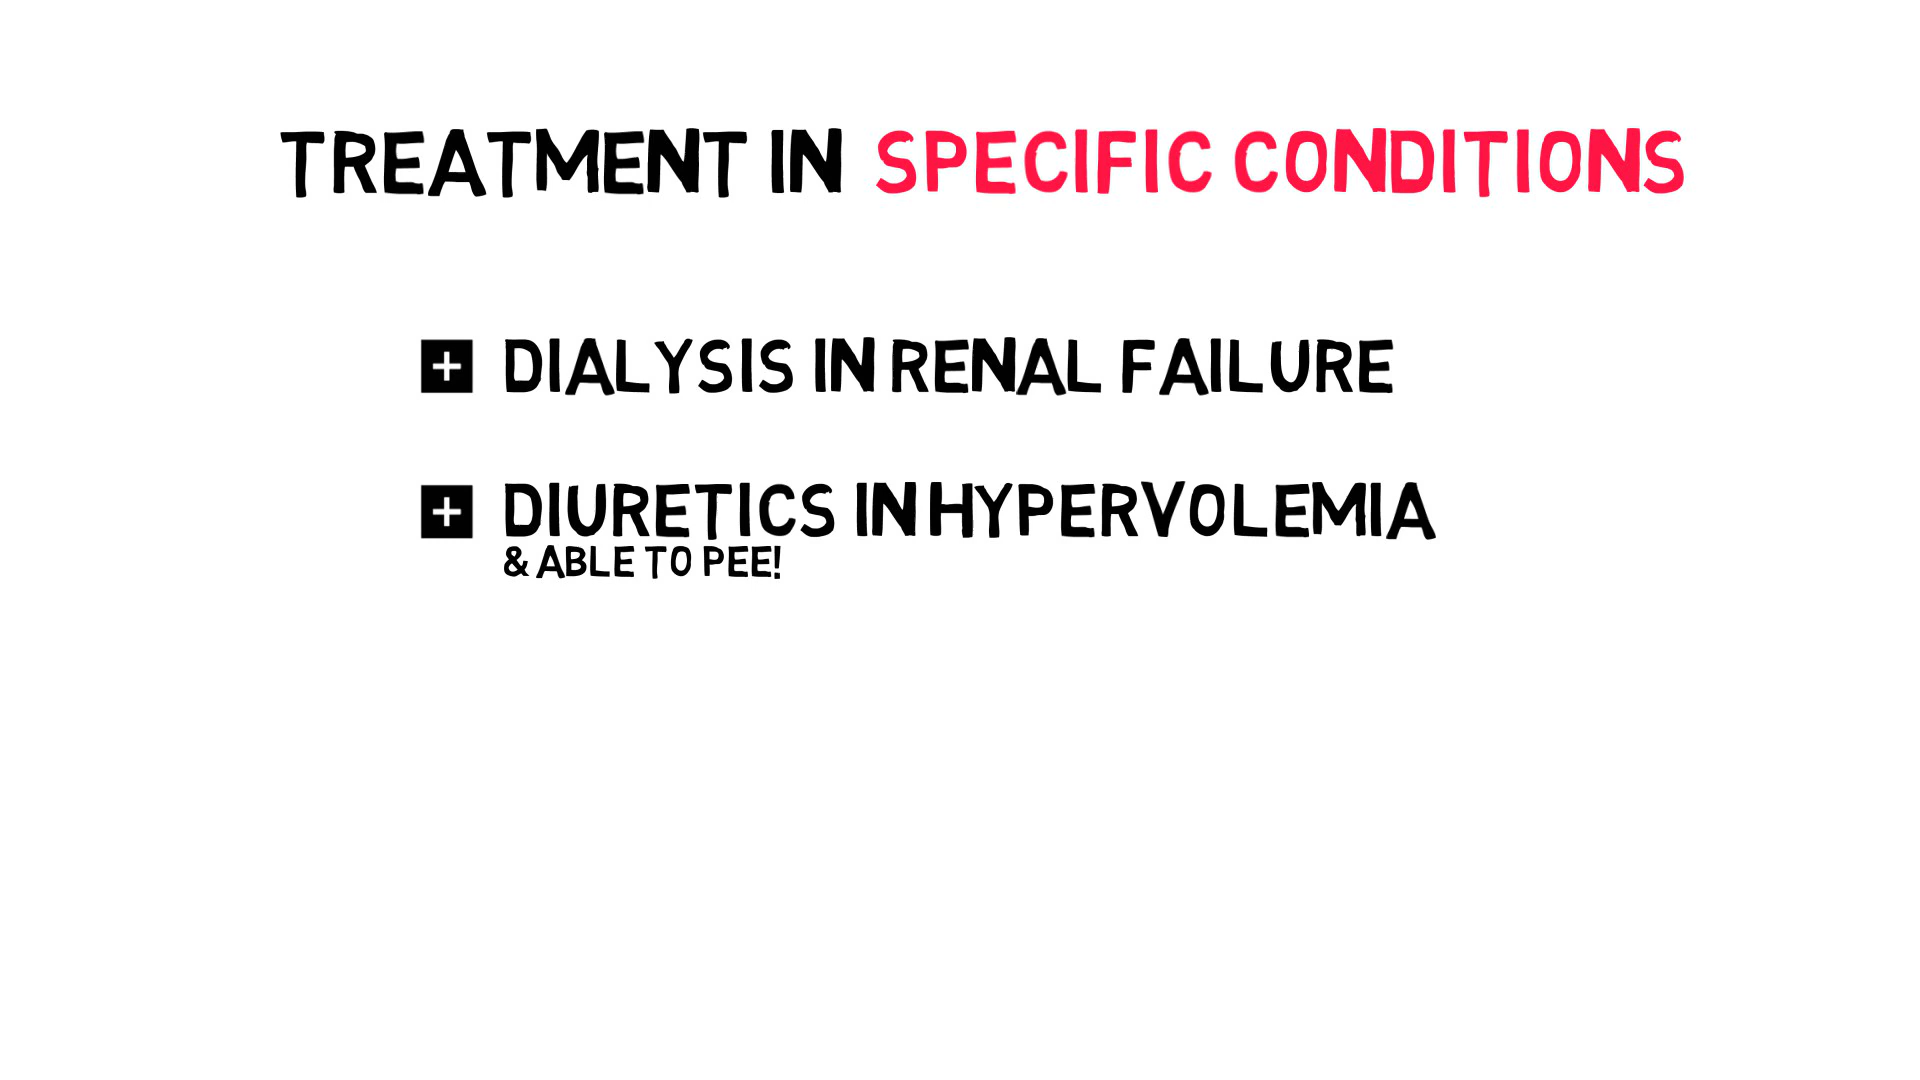 TREATMENT IN SPECIFIC CONDITIONS
DIALYSIS IN RENAL FAILURE
DIURETICS IN HYPERVOLEMIA
& ABLE TO PEE!